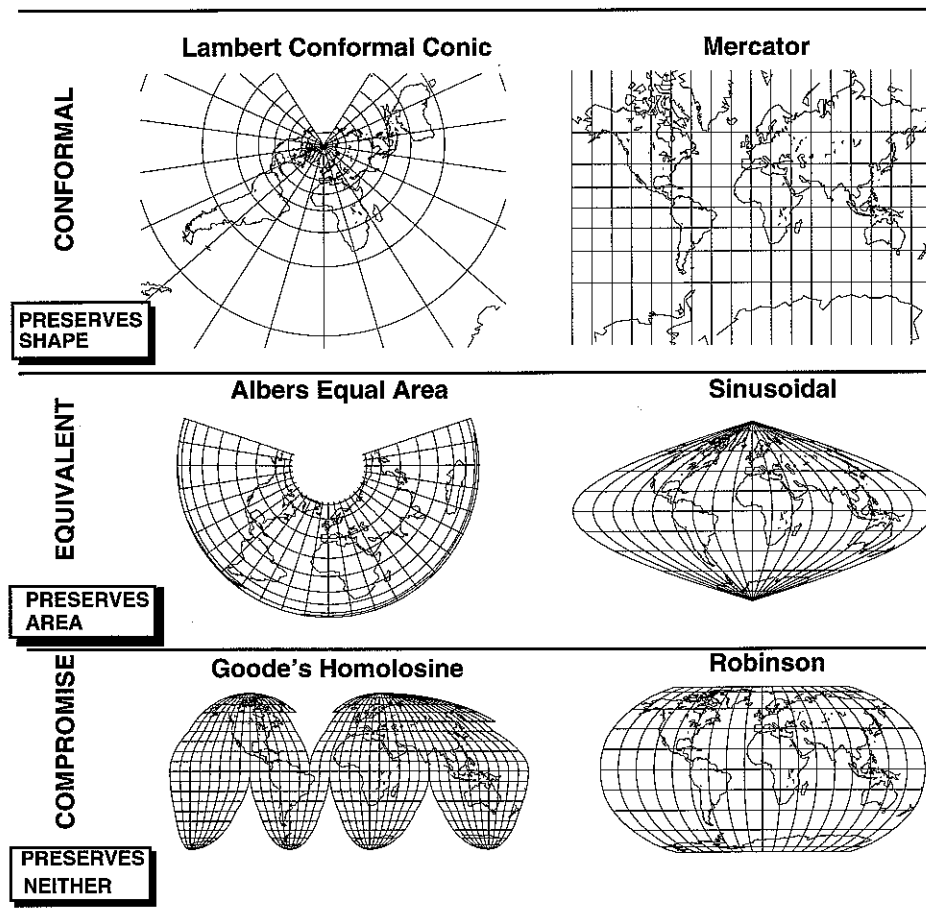 Lambert Conformal Conic
Mercator
CONFORMAL
PRESERVES
SHAPE
Albers Equal Area
Sinusoidal
EQUIVALENT
PRESERVES
AREA
Goode's Homolosine
Robinson
COMPROMISE
PRESERVES
NEITHER